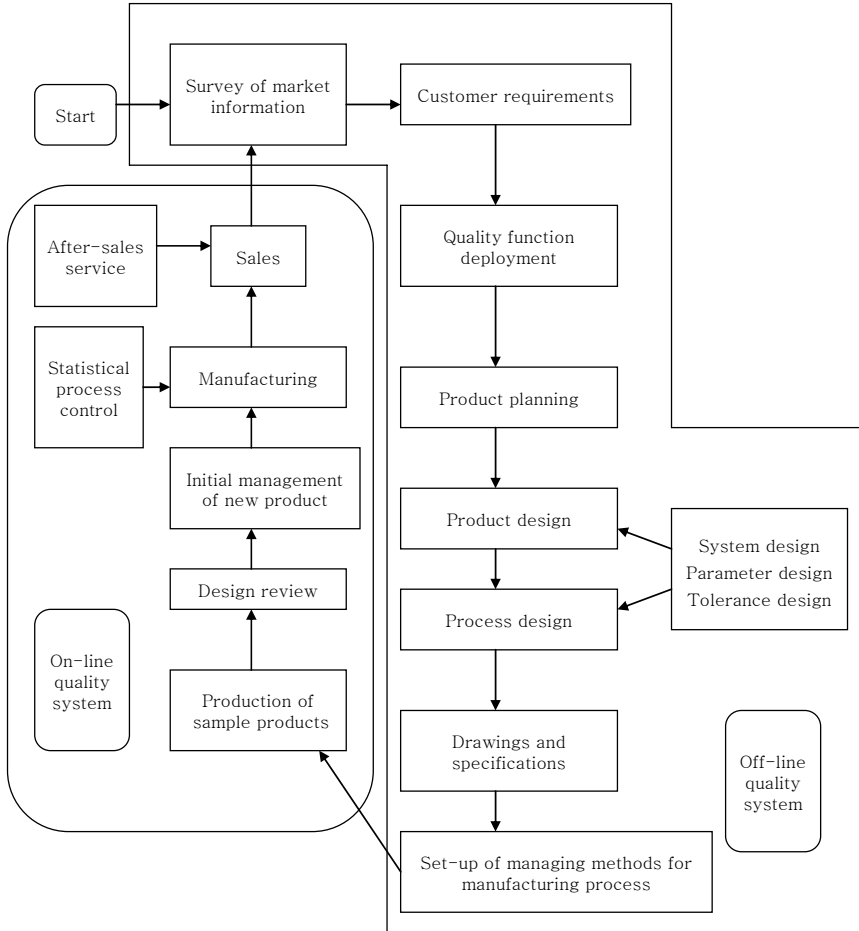 Start
Survey of market
information
Customer requirements
After-sales
service
Sales
Quality function
deployment
Statistical
process
control
Manufacturing
Product planning
Initial management
of new product
Product design
System design
Parameter design
Tolerance design
Design review
Process design
On-line
quality
system
Production of
sample products
Drawings and
specifications
Off-line
quality
system
Set-up of managing methods for
manufacturing process